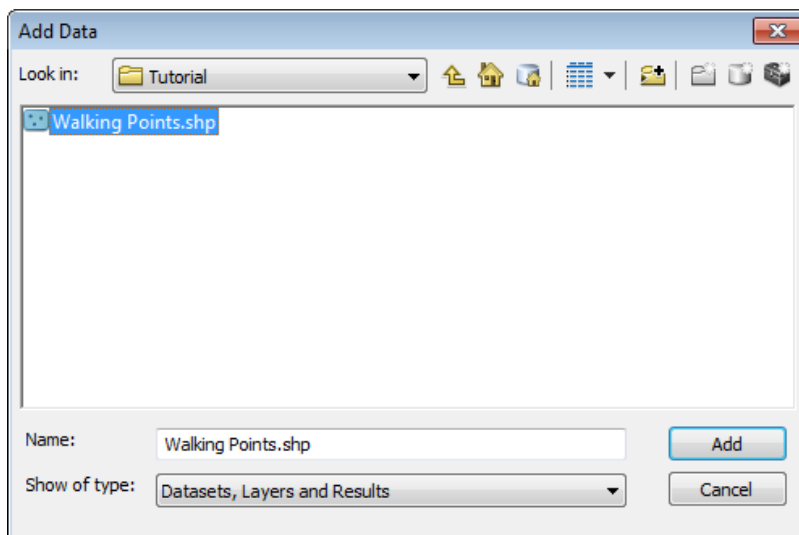 Add Data
Look in: Tutorial
Walking Points.shp
Name: Walking Points.shp Add
Show of type: Datasets, Layers and Results Cancel